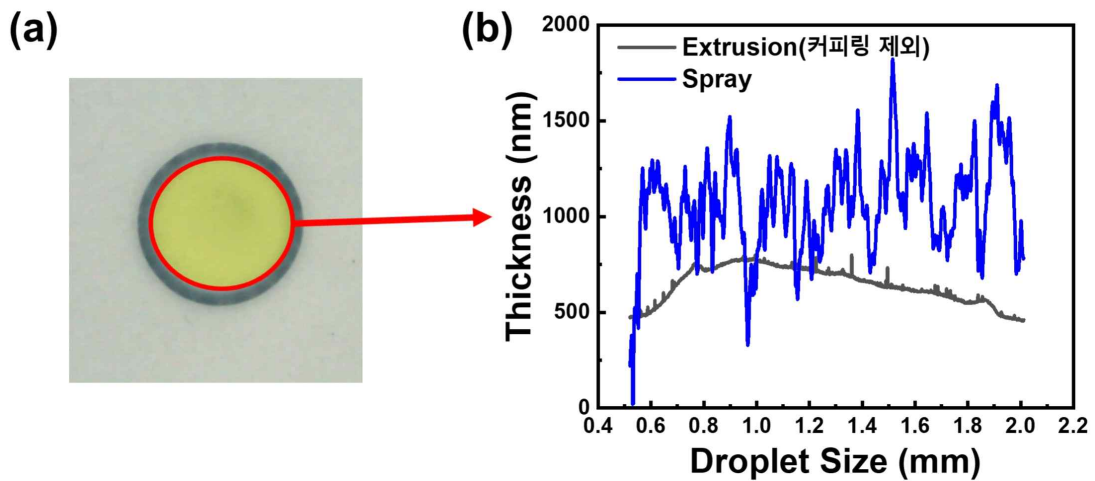 (a)
(b)
Thickness (nm)
2000
1500
1000
500
0
Extrusion(커피링 제외)
Spray
0.4 0.6 0.8 1.0 1.2 1.4 1.6 1.8 2.0 2.2
Droplet Size (mm)